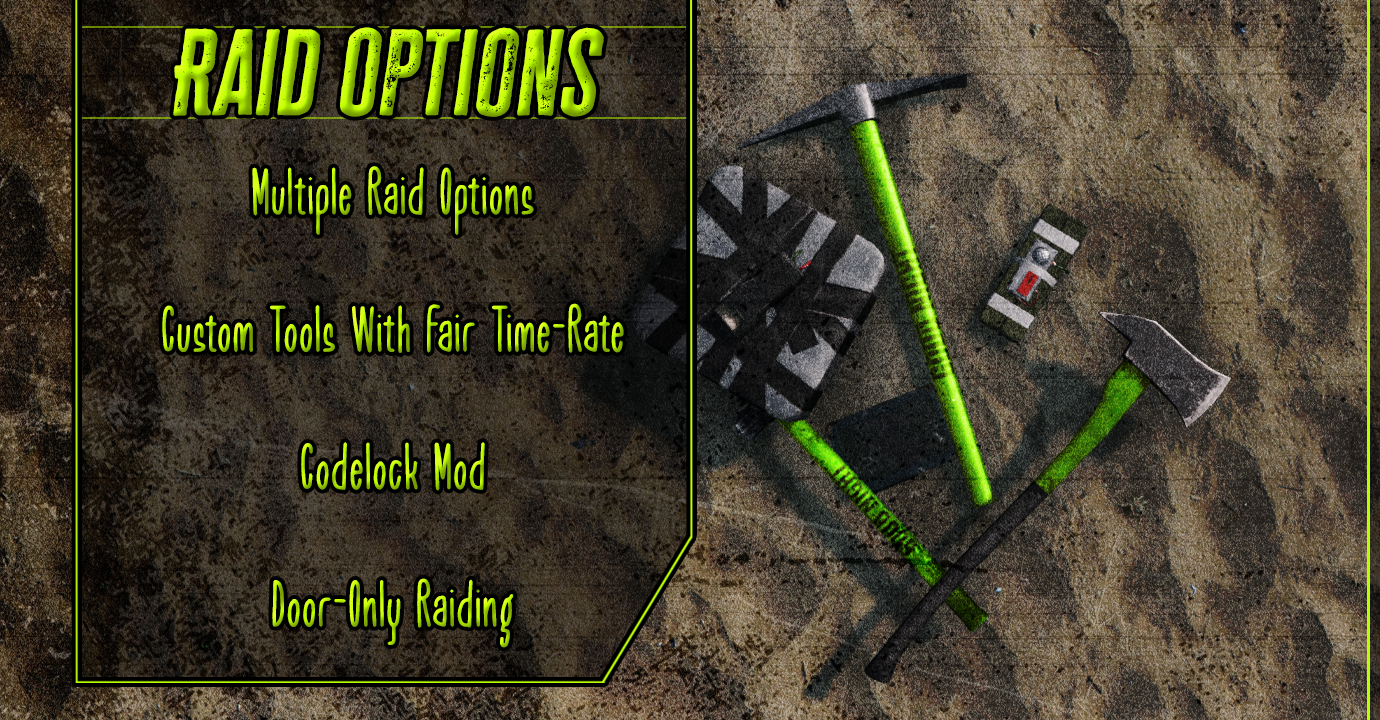 RAID OPTIONS
Multiple Raid Options
Custom Tools With Fair Time-Rate
Codelock Mod
Door-Only Raiding